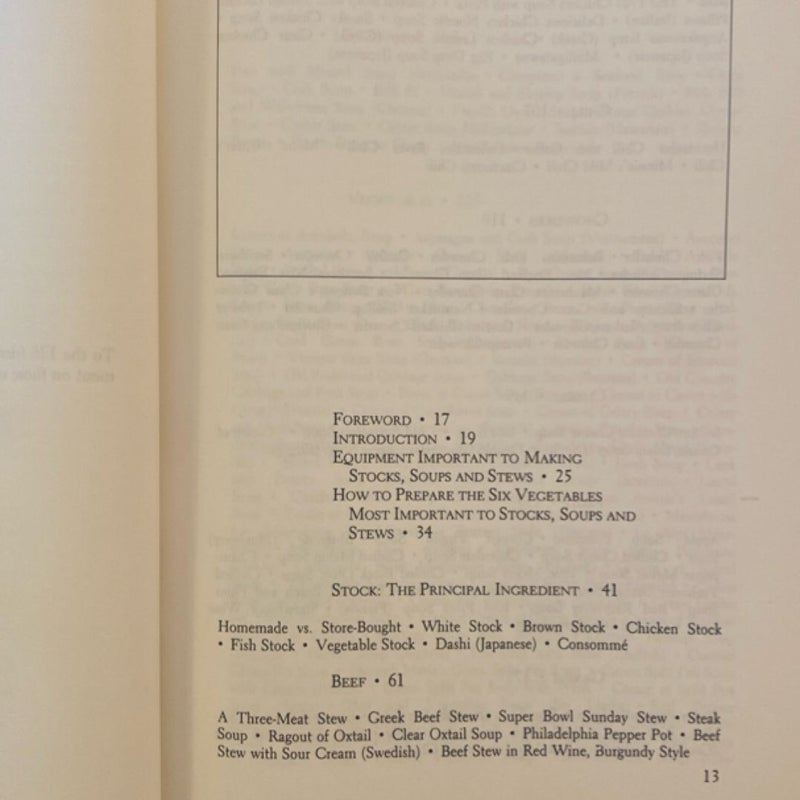 FOREWORD • 17
INTRODUCTION • 19
EQUIPMENT IMPORTANT TO MAKING
STOCKS, SOUPS AND STEWS • 25
HOW TO PREPARE THE SIX VEGETABLES
MOST IMPORTANT TO STOCKS, SOUPS AND
STEWS • 34
STOCK: THE PRINCIPAL INGREDIENT • 41
Homemade vs. Store-Bought • White Stock • Brown Stock • Chicken Stock
• Fish Stock • Vegetable Stock • Dashi (Japanese) • Consommé
BEEF • 61
A Three-Meat Stew • Greek Beef Stew • Super Bowl Sunday Stew • Steak
Soup • Ragout of Oxtail • Clear Oxtail Soup • Philadelphia Pepper Pot • Beef
Stew with Sour Cream (Swedish) • Beef Stew in Red Wine, Burgundy Style
13